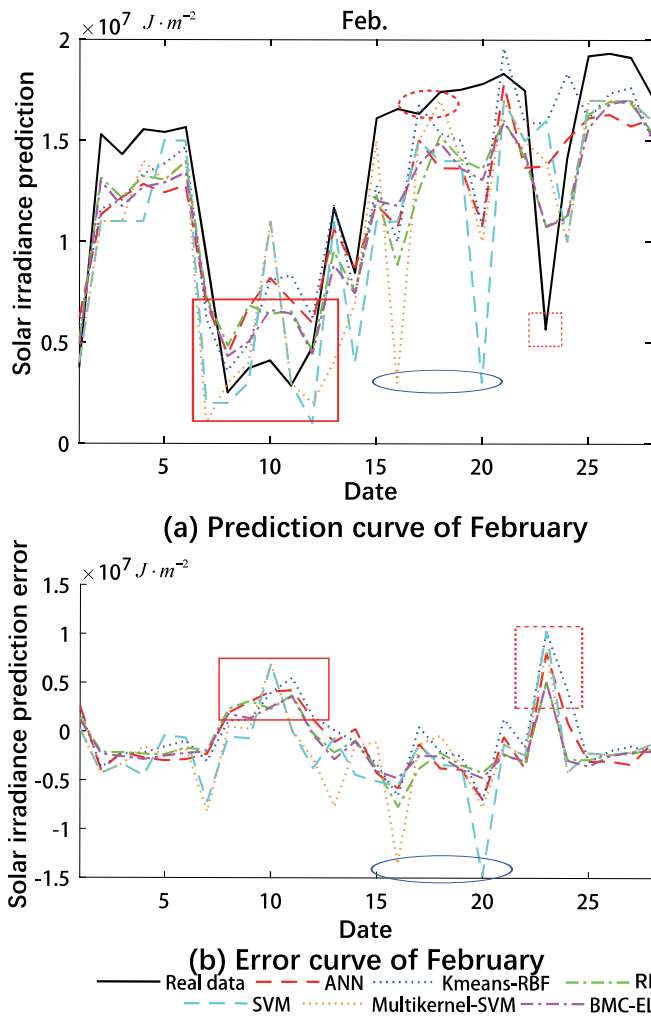 ×10⁷ J·m⁻² Feb.
2
1.5
1
0.5
0
Solar irradiance prediction
5 10 15 20 25
Date
(a) Prediction curve of February
×10⁷ J·m⁻²
1.5
1
0.5
0
-0.5
-1
-1.5
Solar irradiance prediction error
5 10 15 20 25
Date
(b) Error curve of February
Real data ANN Kmeans-RBF
SVM Multikernel-SVM